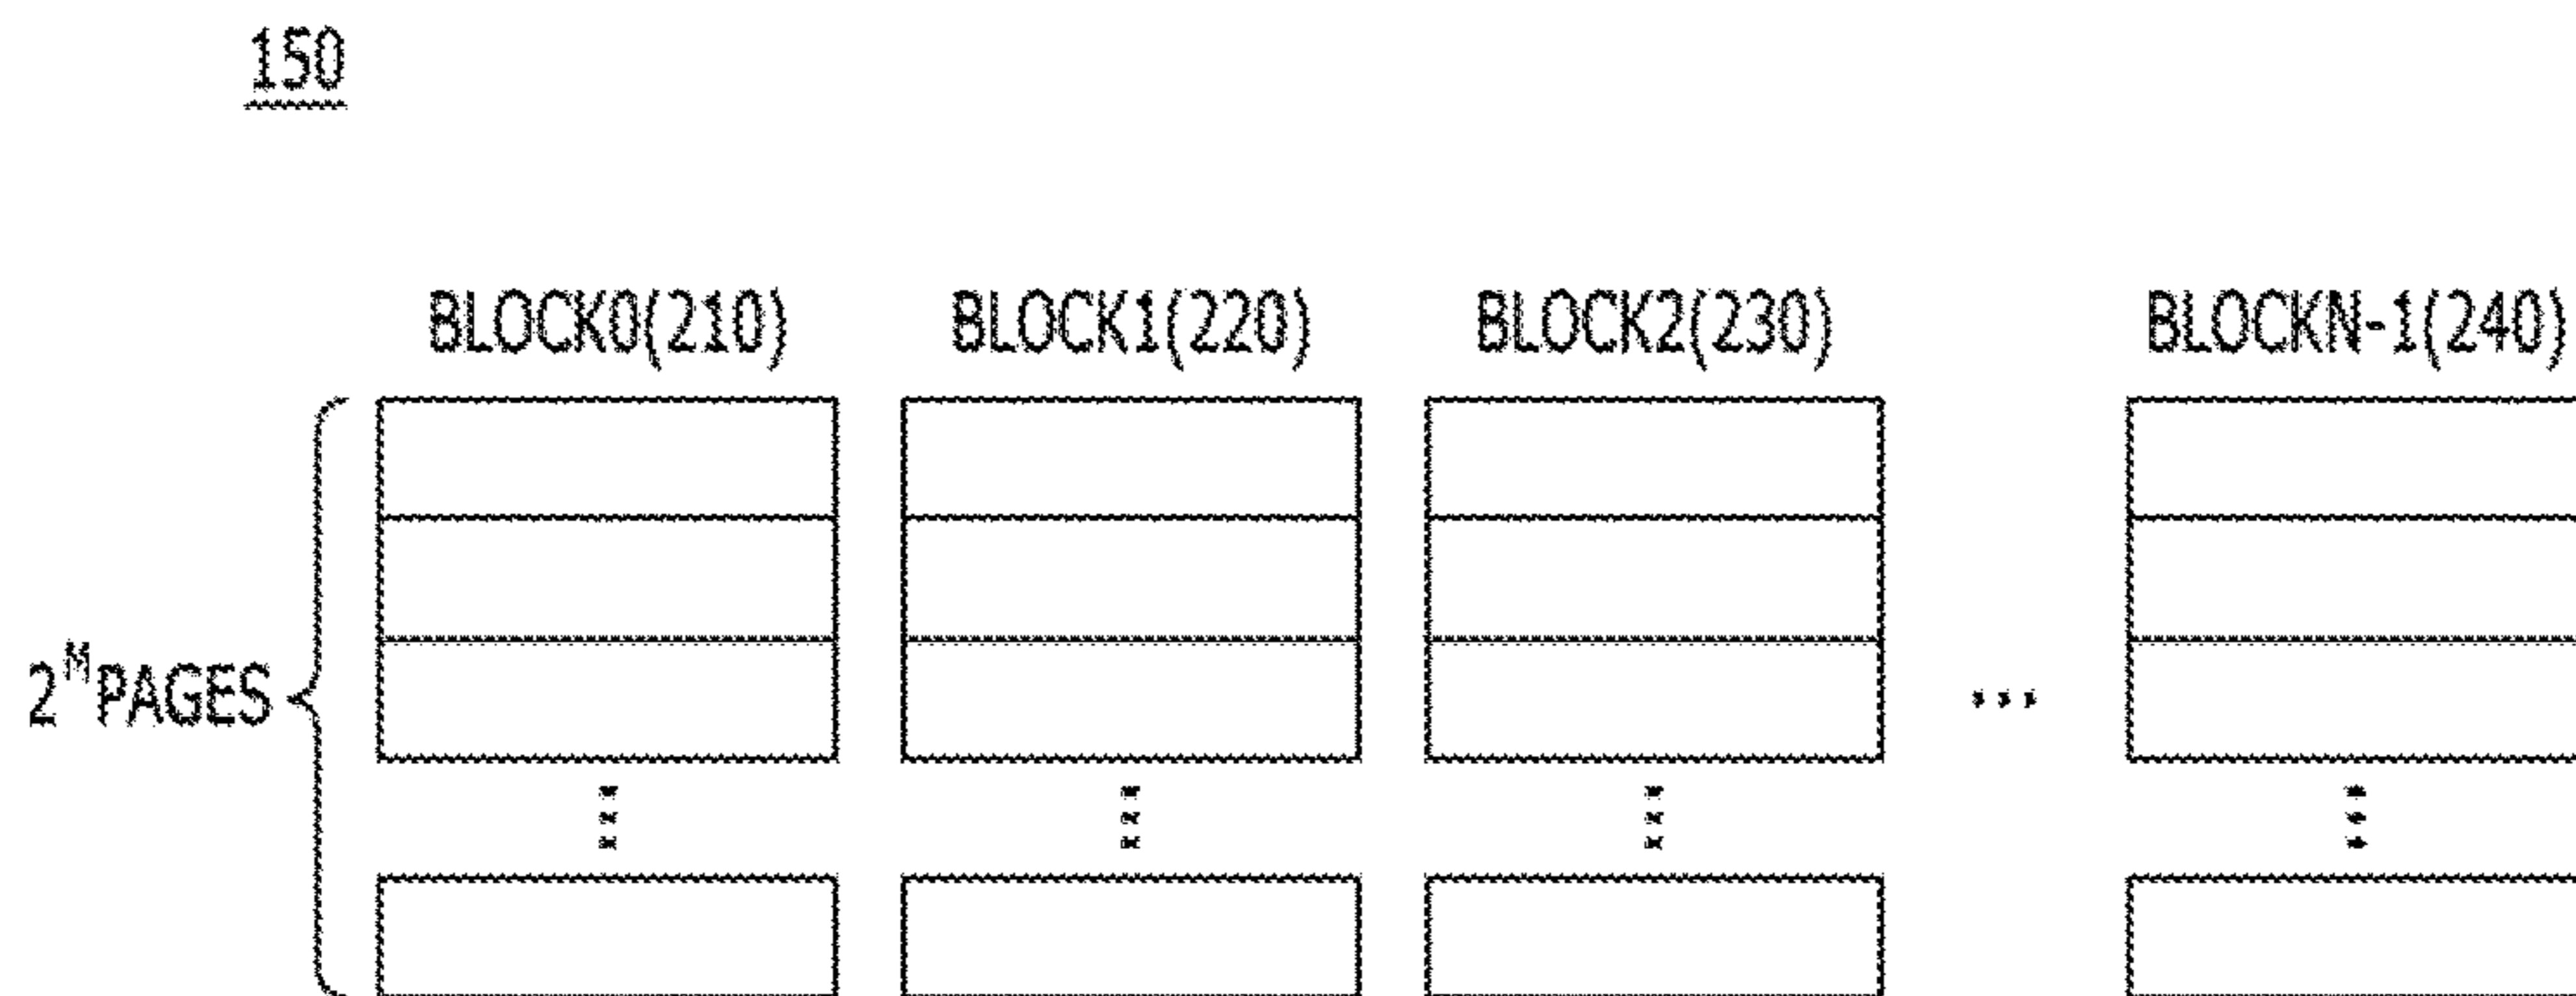 150
BLOCK0(210) BLOCK1(220) BLOCK2(230) BLOCKN-1(240)
2^M PAGES
...